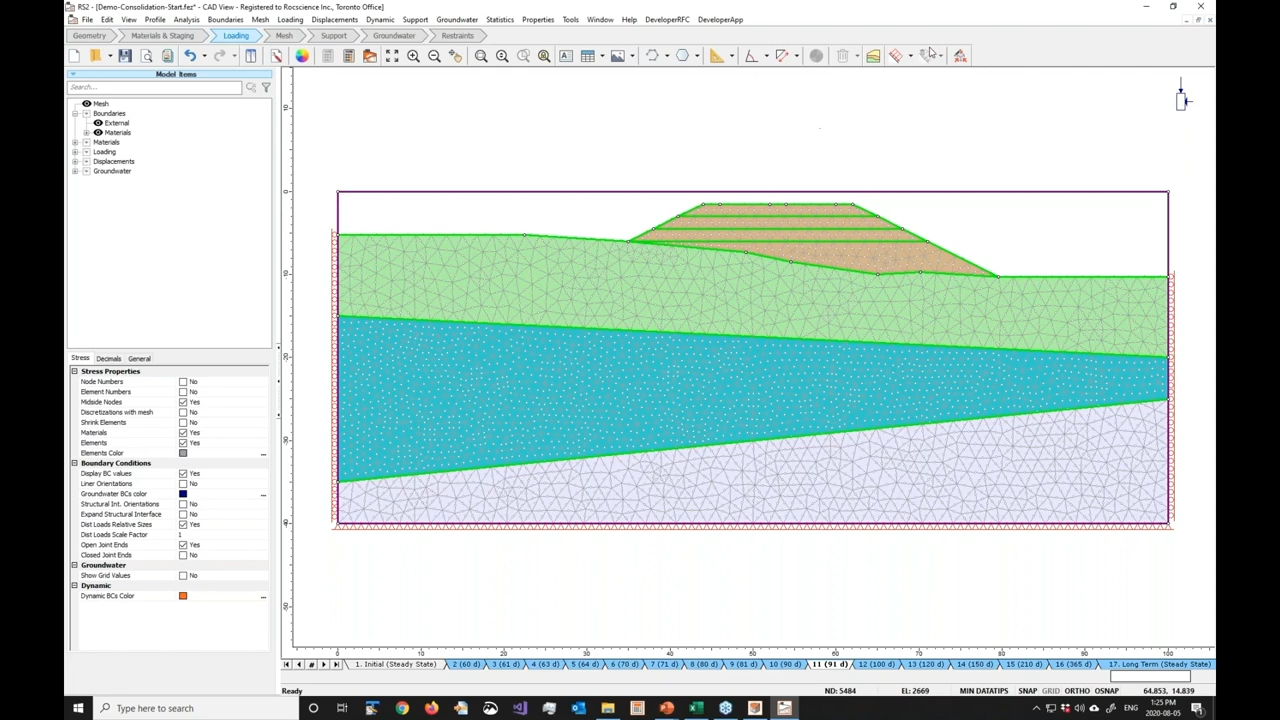 RS2 - [Demo-Consolidation-Start.fez* - CAD View - Registered to Rocscience Inc., Toronto Office]
File Edit View Profile Analysis Boundaries Mesh Loading Displacements Dynamic Support Groundwater Statistics Properties Tools Window Help DeveloperRFC DeveloperApp
Geometry Materials & Staging Loading Mesh Support Groundwater Restraints
Model Items
Search...
Mesh
Boundaries
External
Materials
Materials
Loading
Displacements
Groundwater
Stress Decimals General
Stress Properties
Node Numbers No
Element Numbers No
Midside Nodes Yes
Discretizations with mesh No
Shrink Elements No
Materials Yes
Elements Yes
Elements Color ...
Boundary Conditions
Display BC values Yes
Liner Orientations No
Groundwater BCs color ...
Structural Int. Orientations No
Expand Structural Interface No
Dist Loads Relative Sizes Yes
Dist Loads Scale Factor 1
Open Joint Ends Yes
Closed Joint Ends No
Groundwater
Show Grid Values No
Dynamic
Dynamic BCs Color ...
10
0
-10
-20
-30
-40
-50
0 10 20 30 40 50 60 70 80 90 100
1. Initial (Steady State) 2 (60 d) 3 (61 d) 4 (63 d) 5 (64 d) 6 (70 d) 7 (71 d) 8 (80 d) 9 (81 d) 10 (90 d) 11 (91 d) 12 (100 d) 13 (120 d) 14 (150 d) 15 (210 d) 16 (365 d) 17. Long Term (Steady State)
Ready ND: 5484 EL: 2669 MIN DATATIPS SNAP GRID ORTHO OSNAP 64.853, 14.839
Type here to search
ENG
1:25 PM
2020-08-05